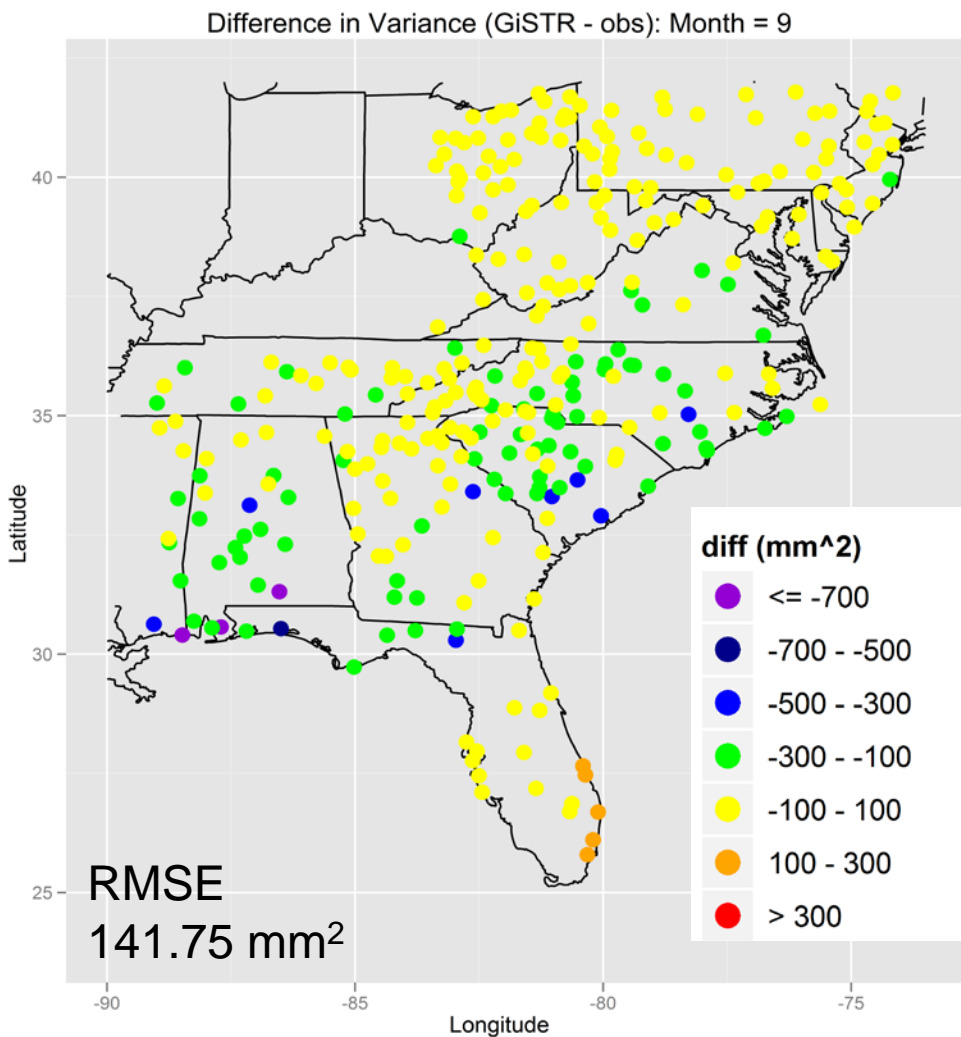 Difference in Variance (GiSTR - obs): Month = 9
40
35
30
25
Latitude
-90
-85
-80
-75
Longitude
diff (mm^2)
<= -700
-700 - -500
-500 - -300
-300 - -100
-100 - 100
100 - 300
> 300
RMSE
141.75 mm²